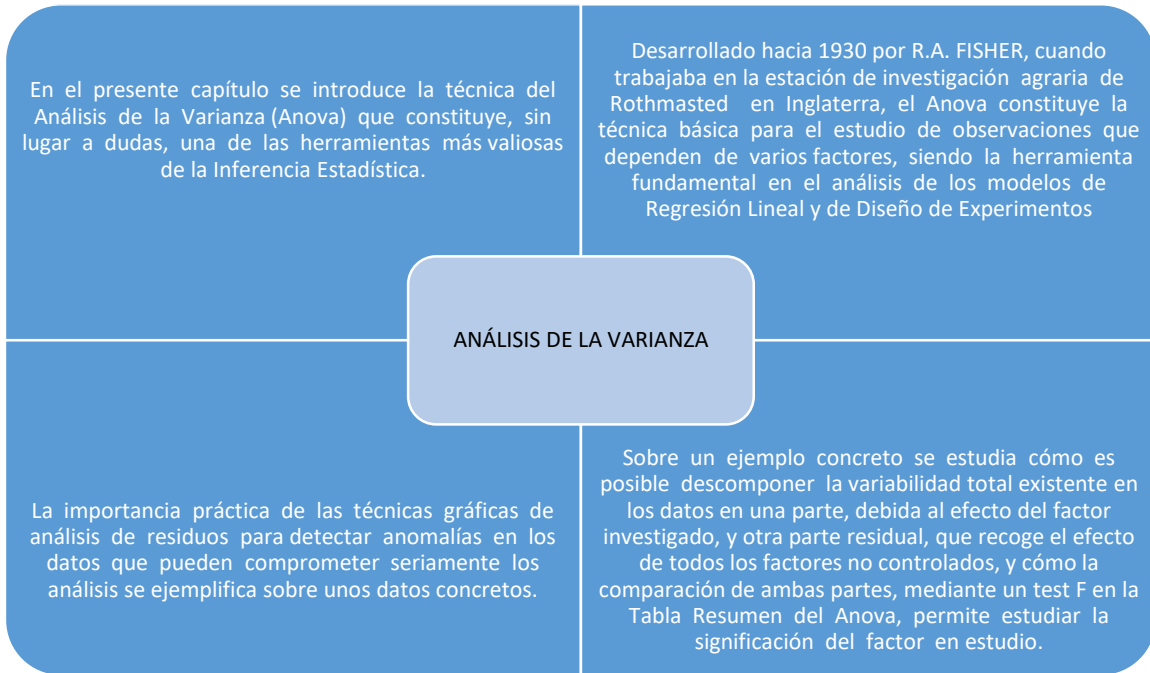 En el presente capítulo se introduce la técnica del
Análisis de la Varianza (Anova) que constituye, sin
lugar a dudas, una de las herramientas más valiosas
de la Inferencia Estadística.
Desarrollado hacia 1930 por R.A. FISHER, cuando
trabajaba en la estación de investigación agraria de
Rothmasted en Inglaterra, el Anova constituye la
técnica básica para el estudio de observaciones que
dependen de varios factores, siendo la herramienta
fundamental en el análisis de los modelos de
Regresión Lineal y de Diseño de Experimentos
ANÁLISIS DE LA VARIANZA
La importancia práctica de las técnicas gráficas de
análisis de residuos para detectar anomalías en los
datos que pueden comprometer seriamente los
análisis se ejemplifica sobre unos datos concretos.
Sobre un ejemplo concreto se estudia cómo es
posible descomponer la variabilidad total existente en
los datos en una parte, debida al efecto del factor
investigado, y otra parte residual, que recoge el efecto
de todos los factores no controlados, y cómo la
comparación de ambas partes, mediante un test F en la
Tabla Resumen del Anova, permite estudiar la
significación del factor en estudio.